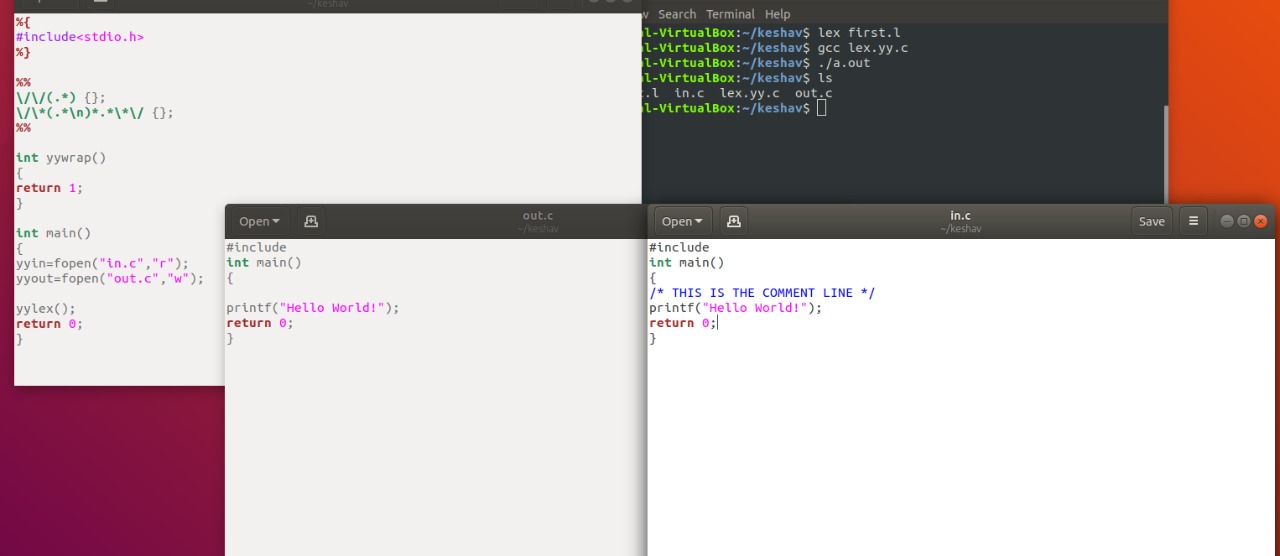 ~/keshav
%{
#include<stdio.h>
%}
%%
\/\/(.*) {};
\/\*(.*\n)*.*\*\/ {};
%%
int yywrap()
{
return 1;
}
int main()
{
yyin=fopen("in.c","r");
yyout=fopen("out.c","w");
yylex();
return 0;
}
Search Terminal Help
l-VirtualBox:~/keshav$ lex first.l
l-VirtualBox:~/keshav$ gcc lex.yy.c
l-VirtualBox:~/keshav$ ./a.out
l-VirtualBox:~/keshav$ ls
.l in.c lex.yy.c out.c
l-VirtualBox:~/keshav$
Open out.c
~/keshav
#include
int main()
{
printf("Hello World!");
return 0;
}
Open in.c Save
~/keshav
#include
int main()
{
/* THIS IS THE COMMENT LINE */
printf("Hello World!");
return 0;
}